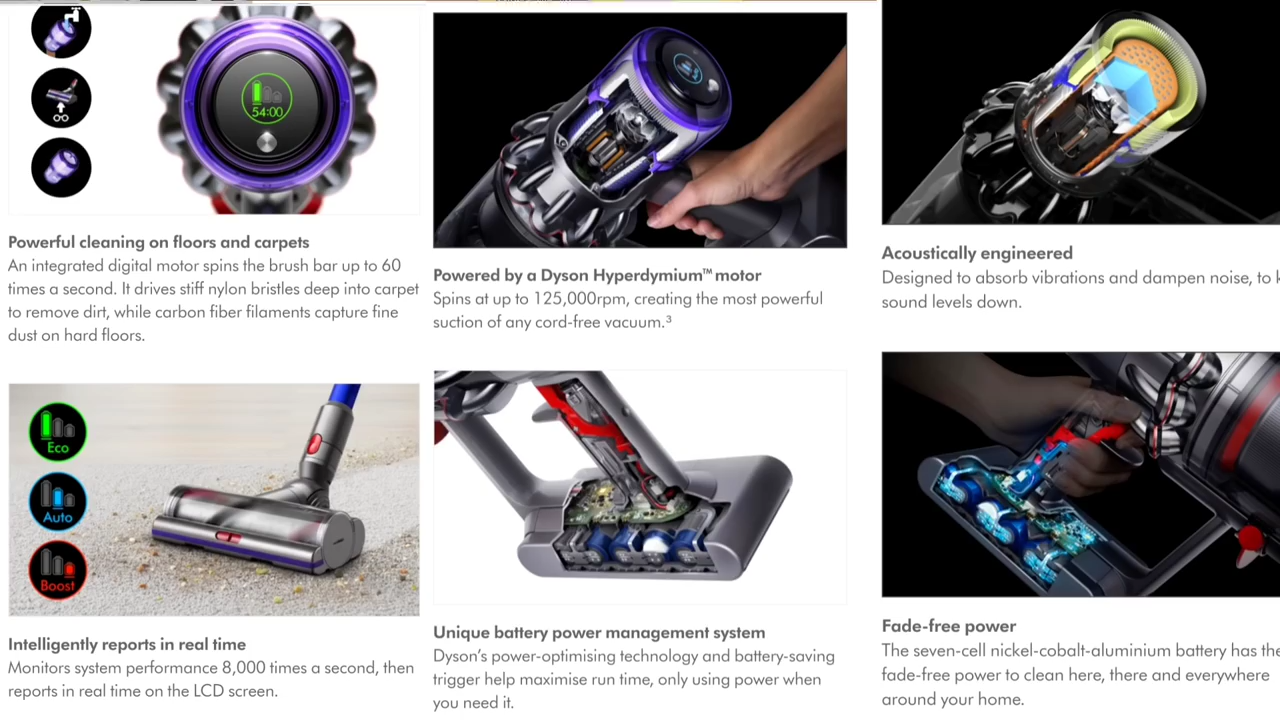 54:00
Powerful cleaning on floors and carpets
An integrated digital motor spins the brush bar up to 60
times a second. It drives stiff nylon bristles deep into carpet
to remove dirt, while carbon fiber filaments capture fine
dust on hard floors.
Powered by a Dyson Hyperdymium™ motor
Spins at up to 125,000rpm, creating the most powerful
suction of any cord-free vacuum.³
Acoustically engineered
Designed to absorb vibrations and dampen noise, to
sound levels down.
Eco
Auto
Boost
Intelligently reports in real time
Monitors system performance 8,000 times a second, then
reports in real time on the LCD screen.
Unique battery power management system
Dyson’s power-optimising technology and battery-saving
trigger help maximise run time, only using power when
you need it.
Fade-free power
The seven-cell nickel-cobalt-aluminium battery has the
fade-free power to clean here, there and everywhere
around your home.